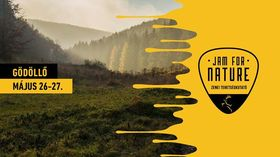 GÖDÖLLŐ
MÁJUS 26-27.
JAM FOR
NATURE
ZENEI TEHETSÉGKUTATÓ